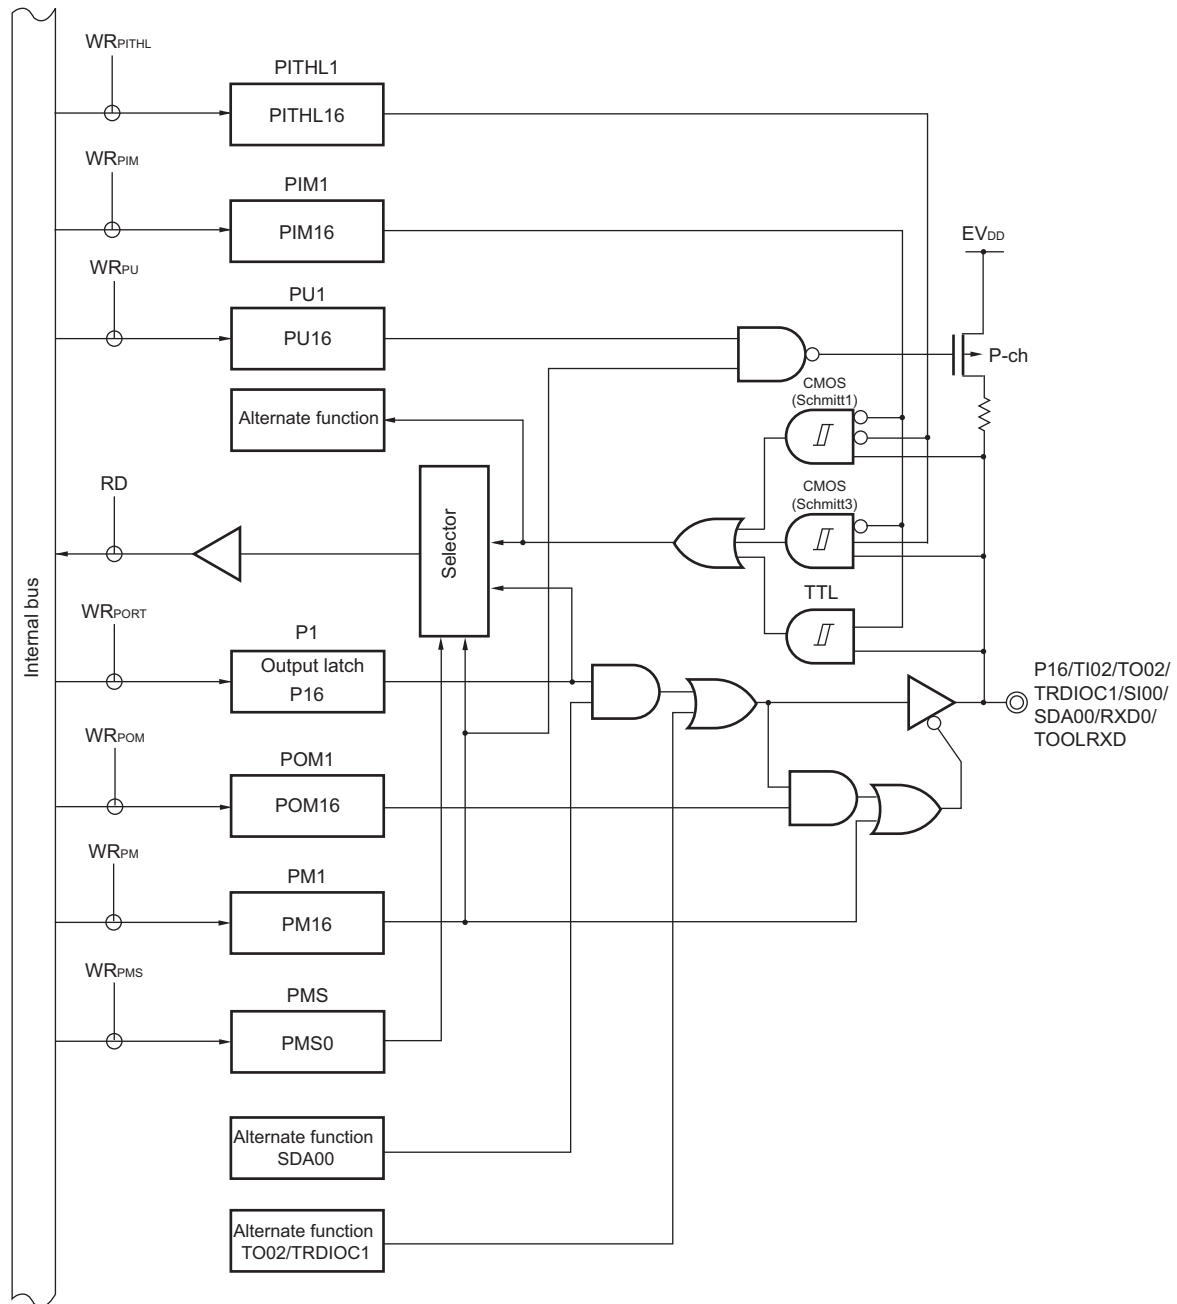 WRPITHL
PITHL1
PITHL16
WRPIM
PIM1
PIM16
EVDD
WRPU
PU1
PU16
P-ch
CMOS
(Schmitt1)
Alternate function
RD
Selector
CMOS
(Schmitt3)
TTL
Internal bus
WRPORT
P1
Output latch
P16
P16/TI02/TO02/
TRDIOC1/SI00/
SDA00/RXD0/
TOOLRXD
WRPOM
POM1
POM16
WRPM
PM1
PM16
WRPMS
PMS
PMS0
Alternate function
SDA00
Alternate function
TO02/TRDIOC1